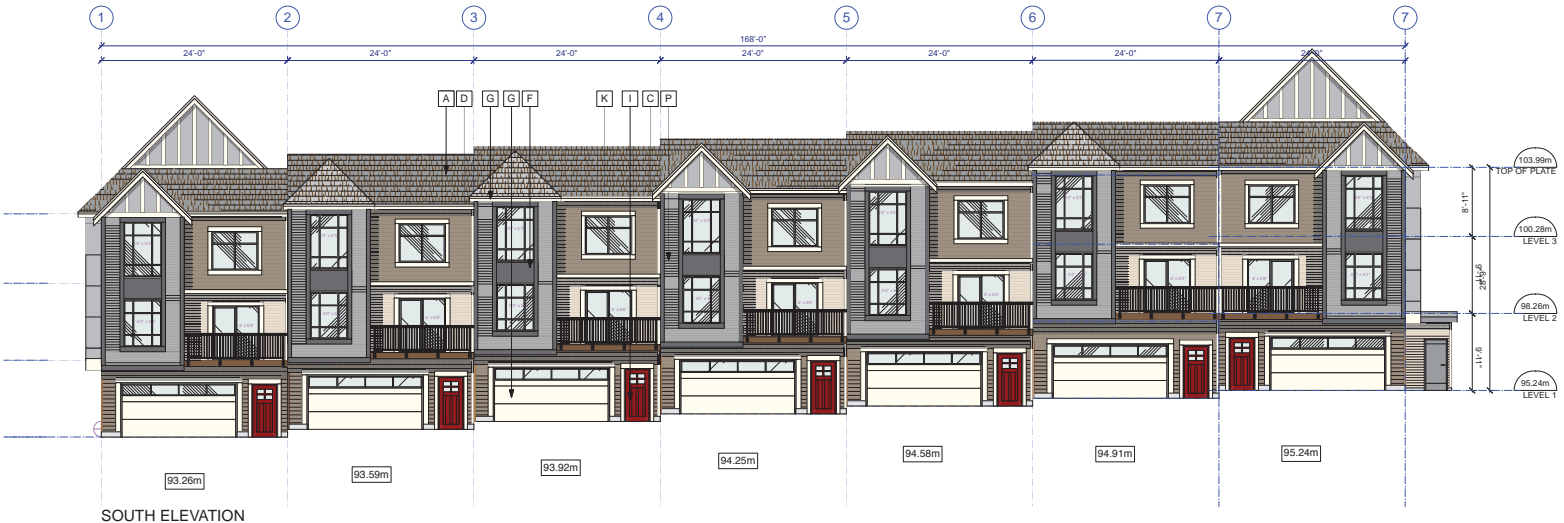 1 2 3 4 5 6 7 7
168'-0"
24'-0" 24'-0" 24'-0" 24'-0" 24'-0" 24'-0" 24'-0"
A D G G F K I C P
103.99m
TOP OF PLATE
8'-11"
100.28m
LEVEL 3
28'-9"
98.26m
LEVEL 2
95.24m
LEVEL 1
93.26m
93.59m
93.92m
94.25m
94.58m
94.91m
95.24m
SOUTH ELEVATION